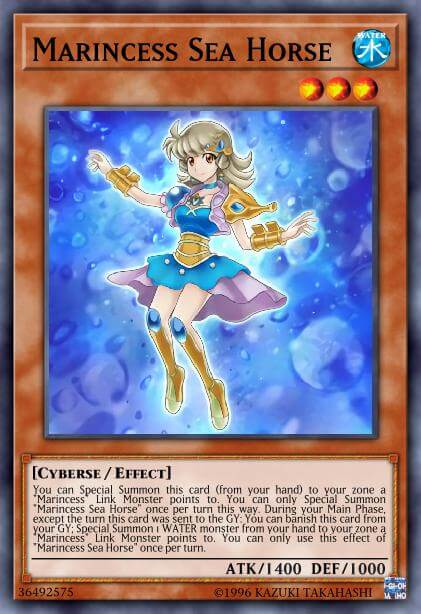 MARINCESS SEA HORSE
WATER
水
[CYBERSE / EFFECT]
You can Special Summon this card (from your hand) to your zone a
"Marincess" Link Monster points to. You can only Special Summon
"Marincess Sea Horse" once per turn this way. During your Main Phase,
except the turn this card was sent to the GY: You can banish this card from
your GY; Special Summon 1 WATER monster from your hand to your zone a
"Marincess" Link Monster points to. You can only use this effect of
"Marincess Sea Horse" once per turn.
ATK/1400 DEF/1000
36492575
©1996 KAZUKI TAKAHASHI